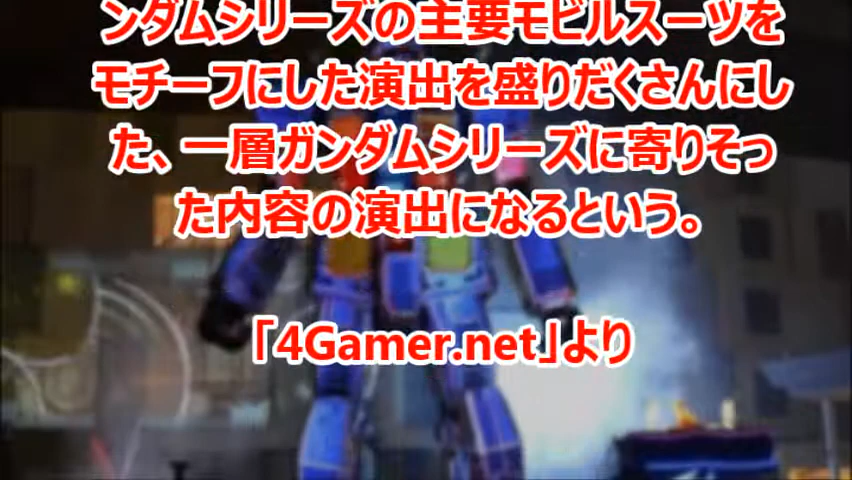 ンダムシリーズの主要モビルスーツを
モチーフにした演出を盛りだくさんにし
た、一層ガンダムシリーズに寄りそっ
た内容の演出になるという。
「4Gamer.net」より